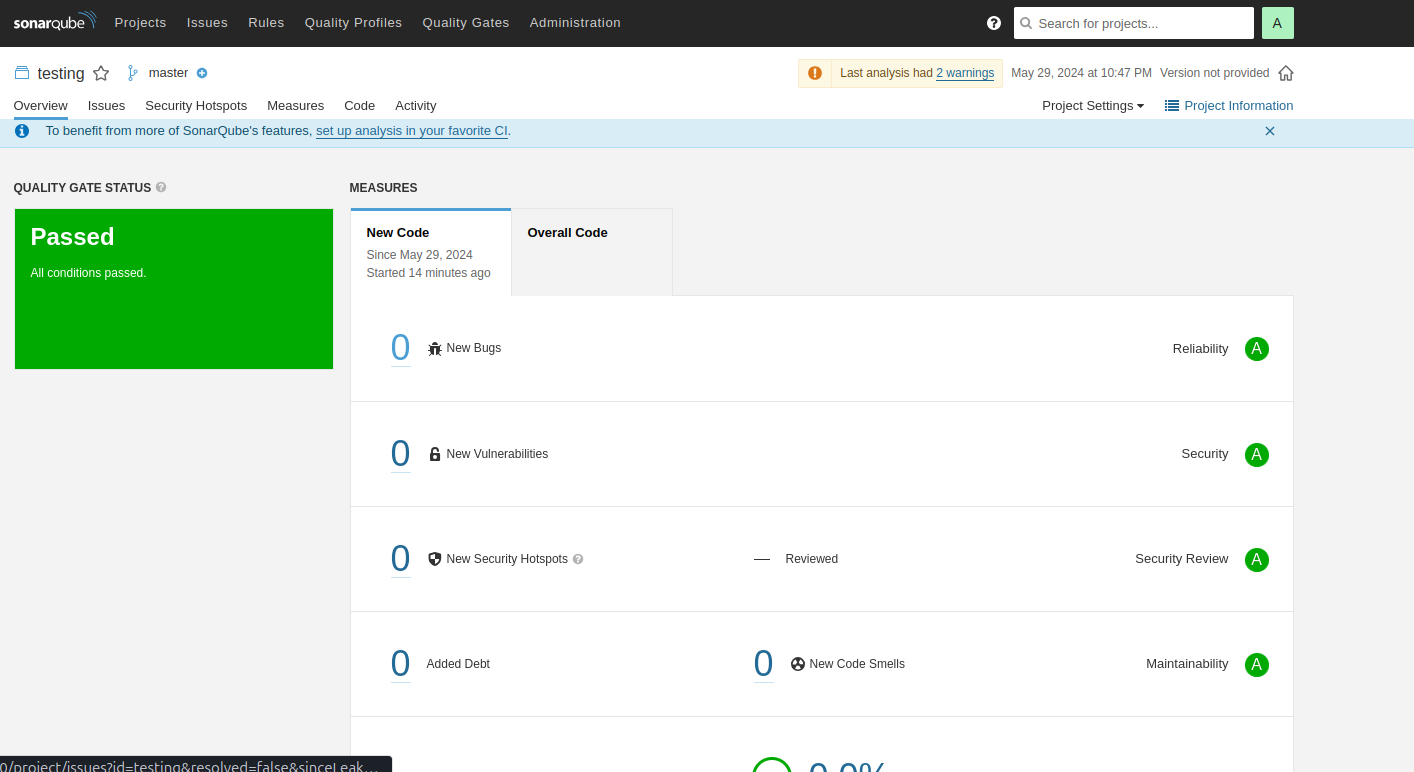 sonarqube Projects Issues Rules Quality Profiles Quality Gates Administration ? Search for projects... A
testing master Last analysis had 2 warnings May 29, 2024 at 10:47 PM Version not provided
Overview Issues Security Hotspots Measures Code Activity Project Settings Project Information
To benefit from more of SonarQube's features, set up analysis in your favorite CI.
QUALITY GATE STATUS ? MEASURES
Passed
All conditions passed.
New Code
Since May 29, 2024
Started 14 minutes ago
Overall Code
0 New Bugs Reliability A
0 New Vulnerabilities Security A
0 New Security Hotspots ? — Reviewed Security Review A
0 Added Debt 0 New Code Smells Maintainability A
0.0%
0/project/issues?id=testing&resolved=false&sinceLeak...